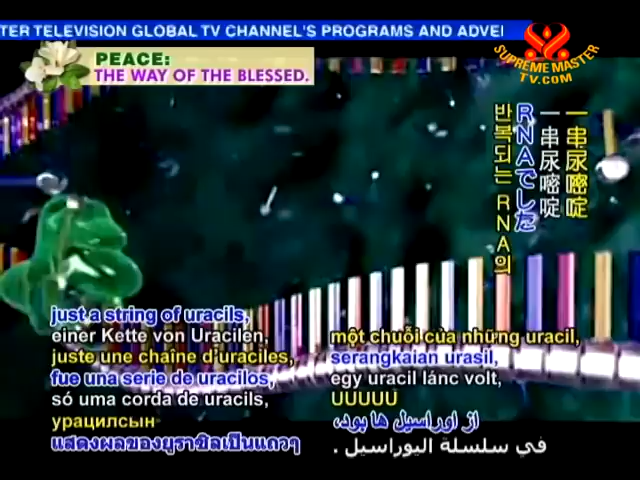 TER TELEVISION GLOBAL TV CHANNEL'S PROGRAMS AND ADVE
PEACE:
THE WAY OF THE BLESSED.
SUPREME MASTER
TV.COM
一串尿嘧啶
一串尿嘧啶
RNAでした
반복되는 RNA의
just a string of uracils,
einer Kette von Uracilen,
juste une chaîne d'uraciles,
fue una serie de uracilos,
só uma corda de uracils,
урацилсын
แสดงผลของยูราซิลเป็นแถวๆ
một chuỗi của những uracil,
serangkaian urasil,
egy uracil lánc volt,
UUUUU
از اوراسیل ها بود،
في سلسلة اليوراسيل .